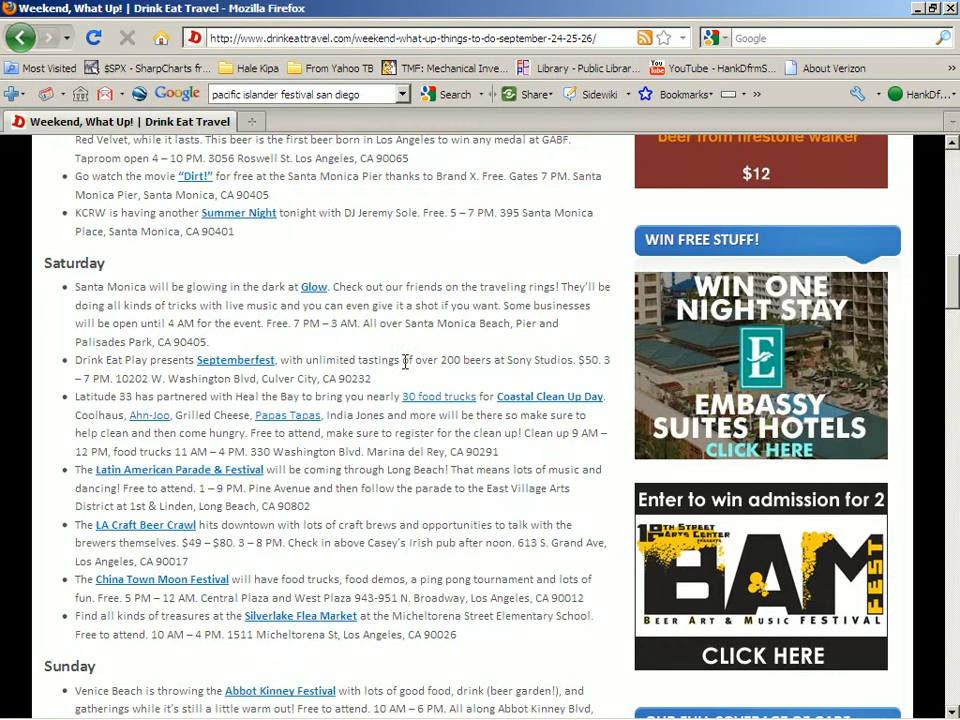 Weekend, What Up! | Drink Eat Travel - Mozilla Firefox
http://www.drinkeattravel.com/weekend-what-up-things-to-do-september-24-25-26/
Google
Most Visited $SPX - SharpCharts fr... Hale Kipa From Yahoo TB TMF: Mechanical Inve... Library - Public Librar... YouTube - HankDfrmS... About Verizon »
Google pacific islander festival san diego Search Share Sidewiki Bookmarks » HankDf...
Weekend, What Up! | Drink Eat Travel
Red Velvet, while it lasts. This beer is the first beer born in Los Angeles to win any medal at GABF.
Taproom open 4 – 10 PM. 3056 Roswell St. Los Angeles, CA 90065
Go watch the movie “Dirt!” for free at the Santa Monica Pier thanks to Brand X. Free. Gates 7 PM. Santa
Monica Pier, Santa Monica, CA 90405
KCRW is having another Summer Night tonight with DJ Jeremy Sole. Free. 5 – 7 PM. 395 Santa Monica
Place, Santa Monica, CA 90401
Saturday
Santa Monica will be glowing in the dark at Glow. Check out our friends on the traveling rings! They’ll be
doing all kinds of tricks with live music and you can even give it a shot if you want. Some businesses
will be open until 4 AM for the event. Free. 7 PM – 3 AM. All over Santa Monica Beach, Pier and
Palisades Park, CA 90405.
Drink Eat Play presents Septemberfest, with unlimited tastings of over 200 beers at Sony Studios. $50. 3
– 7 PM. 10202 W. Washington Blvd, Culver City, CA 90232
Latitude 33 has partnered with Heal the Bay to bring you nearly 30 food trucks for Coastal Clean Up Day.
Coolhaus, Ahn-Joo, Grilled Cheese, Papas Tapas, India Jones and more will be there so make sure to
help clean and then come hungry. Free to attend, make sure to register for the clean up! Clean up 9 AM –
12 PM, food trucks 11 AM – 4 PM. 330 Washington Blvd. Marina del Rey, CA 90291
The Latin American Parade & Festival will be coming through Long Beach! That means lots of music and
dancing! Free to attend. 1 – 9 PM. Pine Avenue and then follow the parade to the East Village Arts
District at 1st & Linden, Long Beach, CA 90802
The LA Craft Beer Crawl hits downtown with lots of craft brews and opportunities to talk with the
brewers themselves. $49 – $80. 3 – 8 PM. Check in above Casey’s Irish pub after noon. 613 S. Grand Ave,
Los Angeles, CA 90017
The China Town Moon Festival will have food trucks, food demos, a ping pong tournament and lots of
fun. Free. 5 PM – 12 AM. Central Plaza and West Plaza 943-951 N. Broadway, Los Angeles, CA 90012
Find all kinds of treasures at the Silverlake Flea Market at the Micheltorena Street Elementary School.
Free to attend. 10 AM – 4 PM. 1511 Micheltorena St, Los Angeles, CA 90026
Sunday
Venice Beach is throwing the Abbot Kinney Festival with lots of good food, drink (beer garden!), and
gatherings while it’s still a little warm out! Free to attend. 10 AM – 6 PM. All along Abbot Kinney Blvd,
beer from firestone walker
$12
WIN FREE STUFF!
WIN ONE
NIGHT STAY
E
EMBASSY
SUITES HOTELS
CLICK HERE
Enter to win admission for 2
18TH STREET
ARTS CENTER
PRESENTS
BAM
FEST
BEER ART & MUSIC FESTIVAL
CLICK HERE